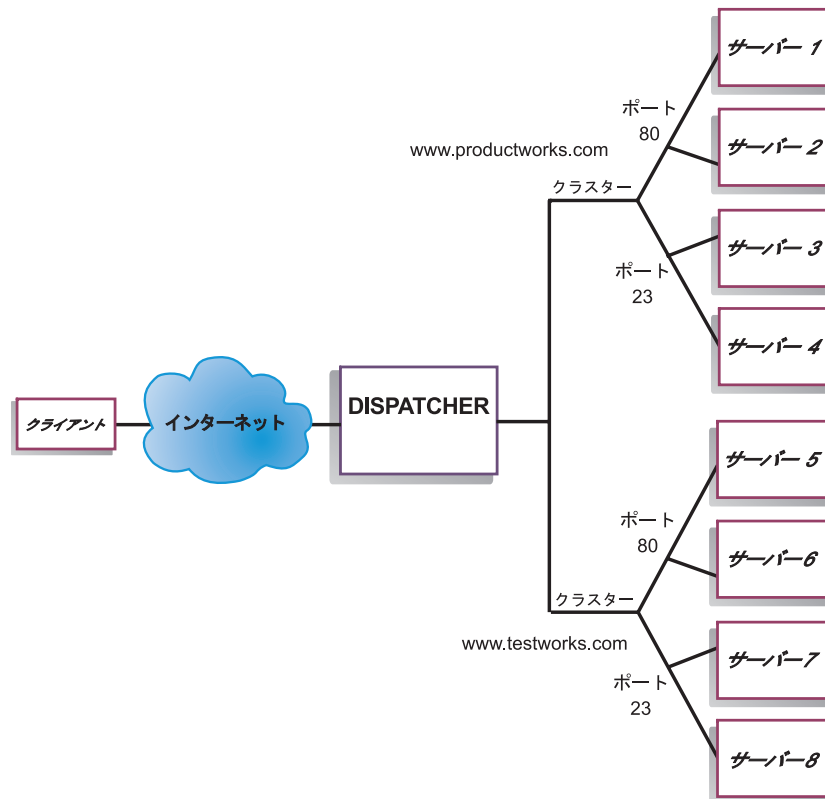 サーバー 1
ポート
80
サーバー 2
www.productworks.com
クラスター
サーバー 3
ポート
23
サーバー 4
クライアント
インターネット
DISPATCHER
サーバー 5
ポート
80
サーバー6
クラスター
www.testworks.com
サーバー7
ポート
23
サーバー8